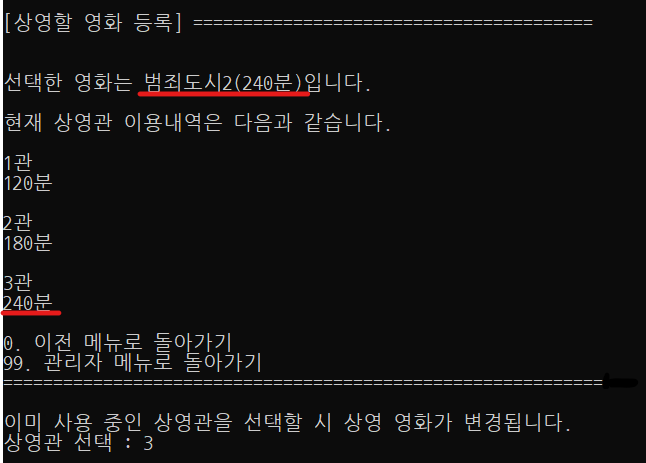 [상영할 영화 등록] ========================================
선택한 영화는 범죄도시2(240분)입니다.
현재 상영관 이용내역은 다음과 같습니다.
1관
120분
2관
180분
3관
240분
0. 이전 메뉴로 돌아가기
99. 관리자 메뉴로 돌아가기
============================================================
이미 사용 중인 상영관을 선택할 시 상영 영화가 변경됩니다.
상영관 선택 : 3